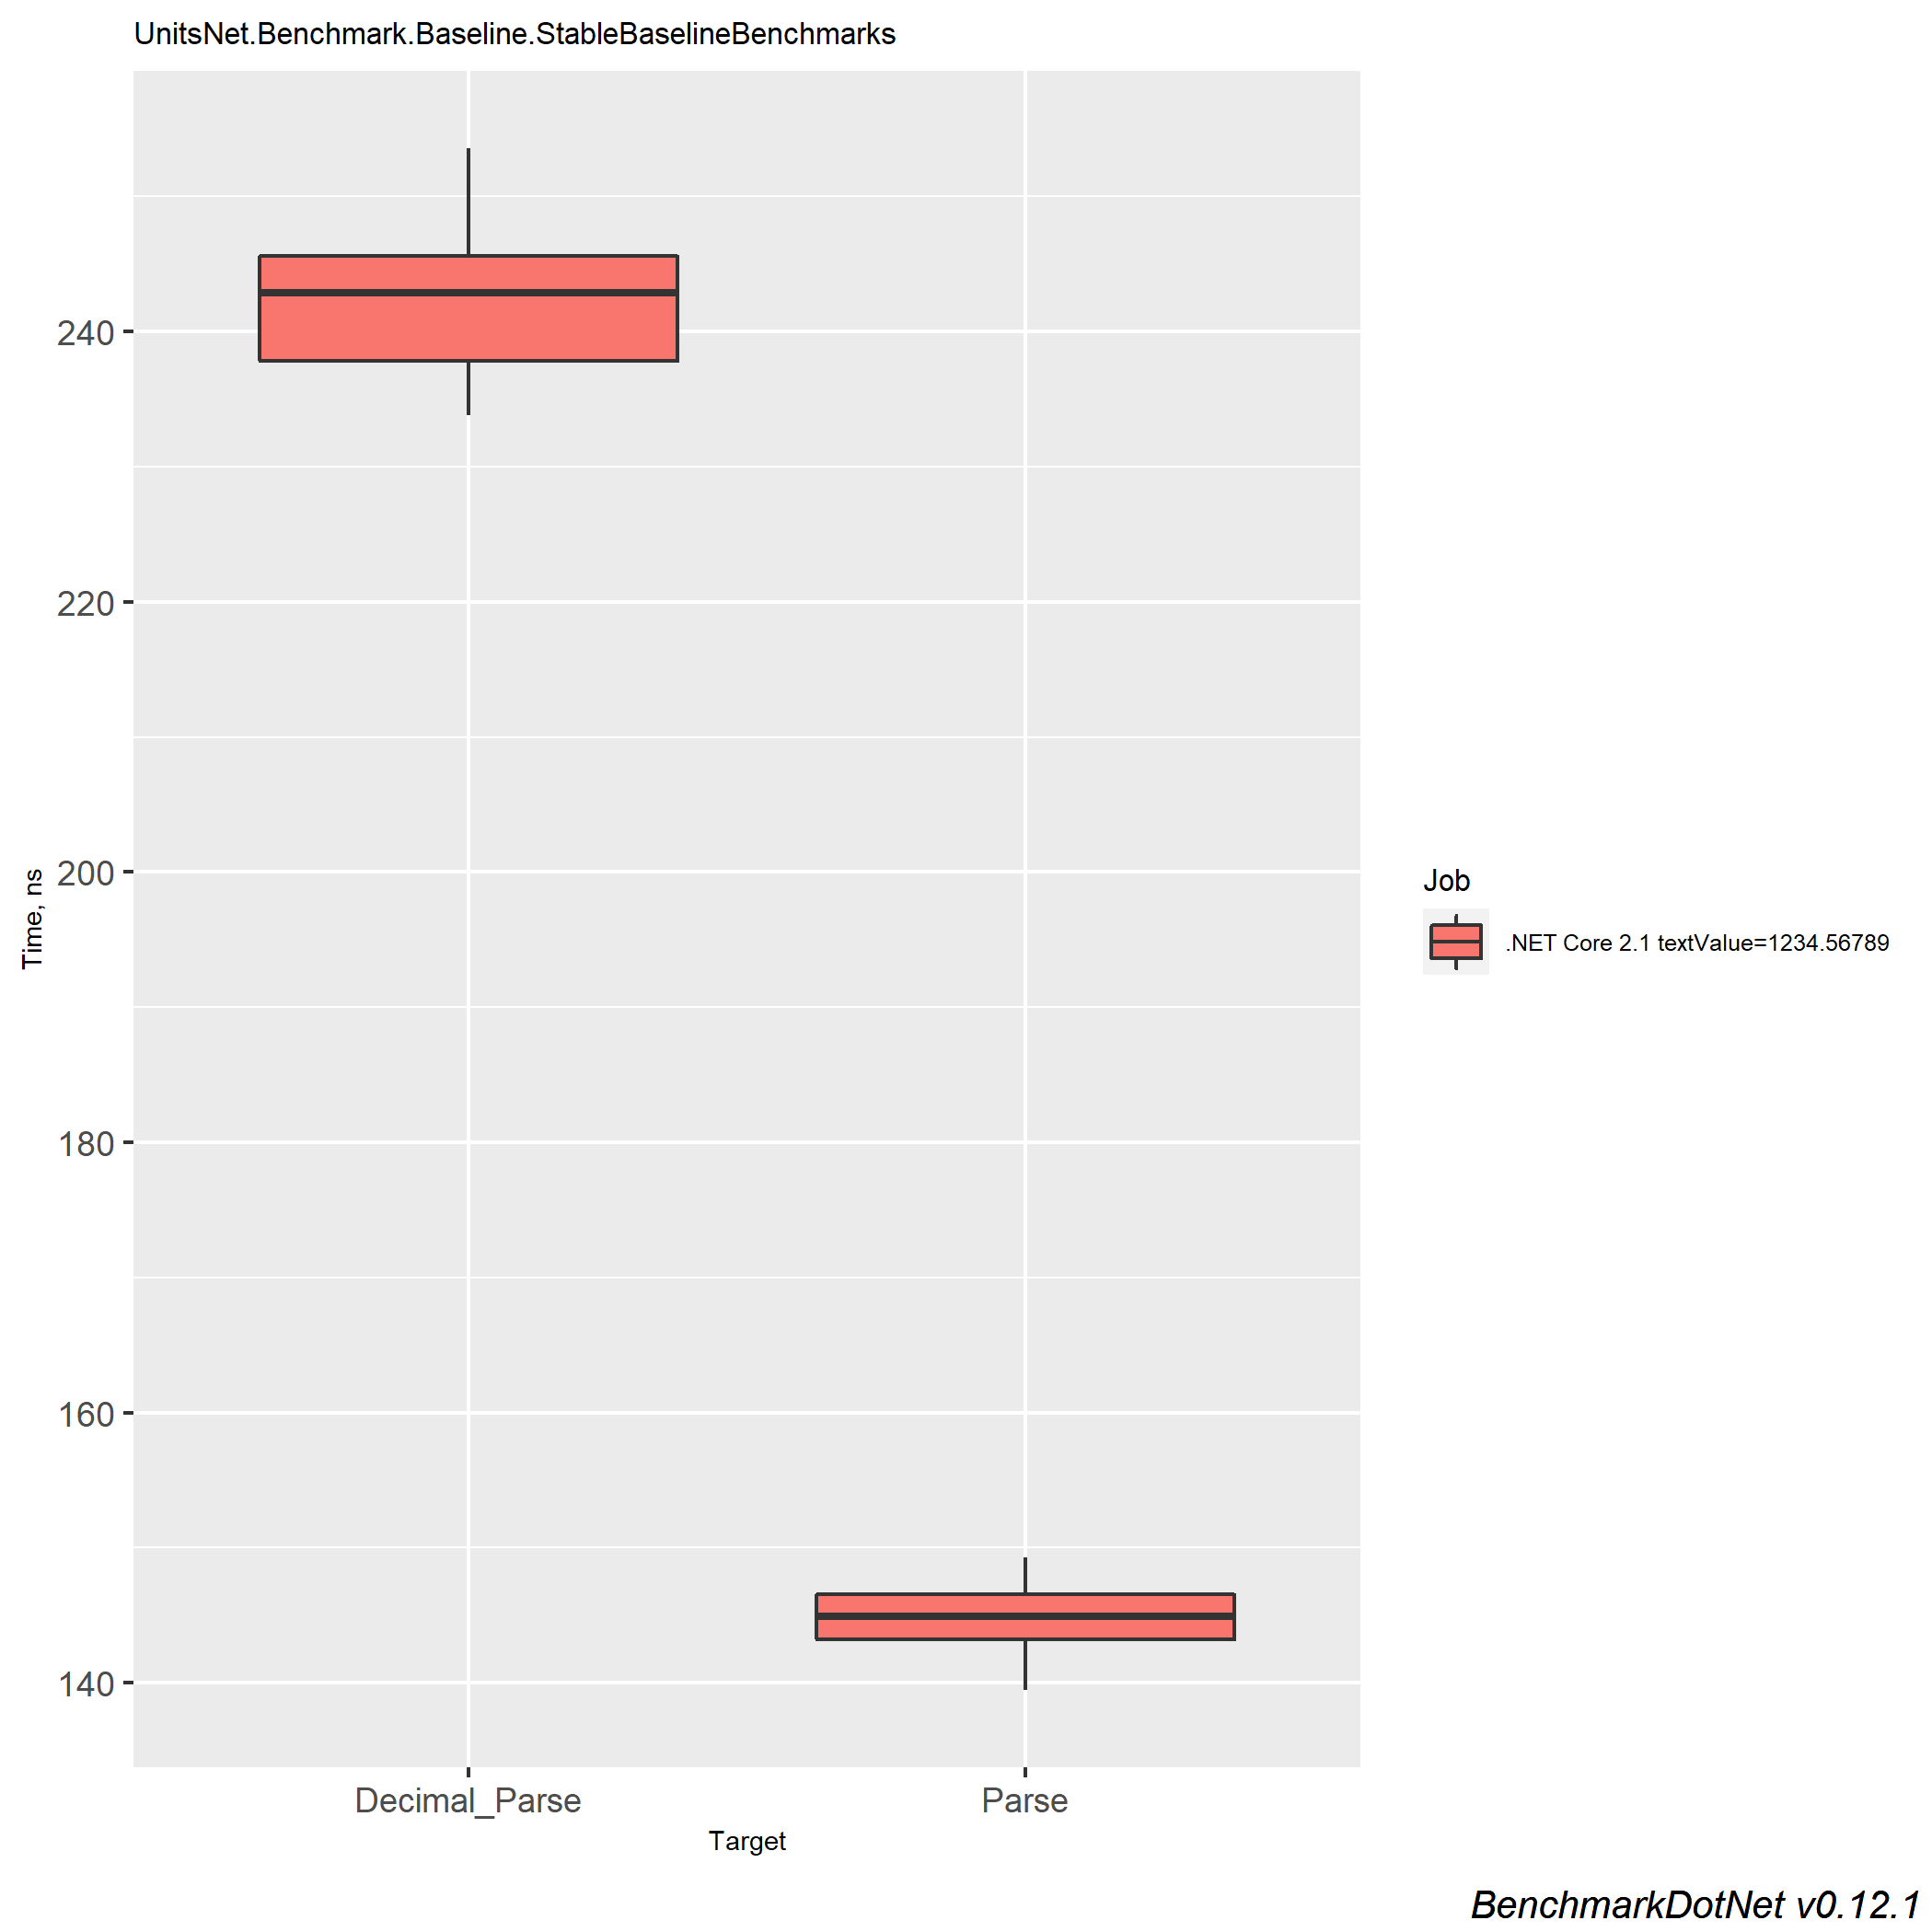 UnitsNet.Benchmark.Baseline.StableBaselineBenchmarks
240
220
200
180
160
140
Time, ns
Decimal_Parse
Parse
Target
Job
.NET Core 2.1 textValue=1234.56789
BenchmarkDotNet v0.12.1